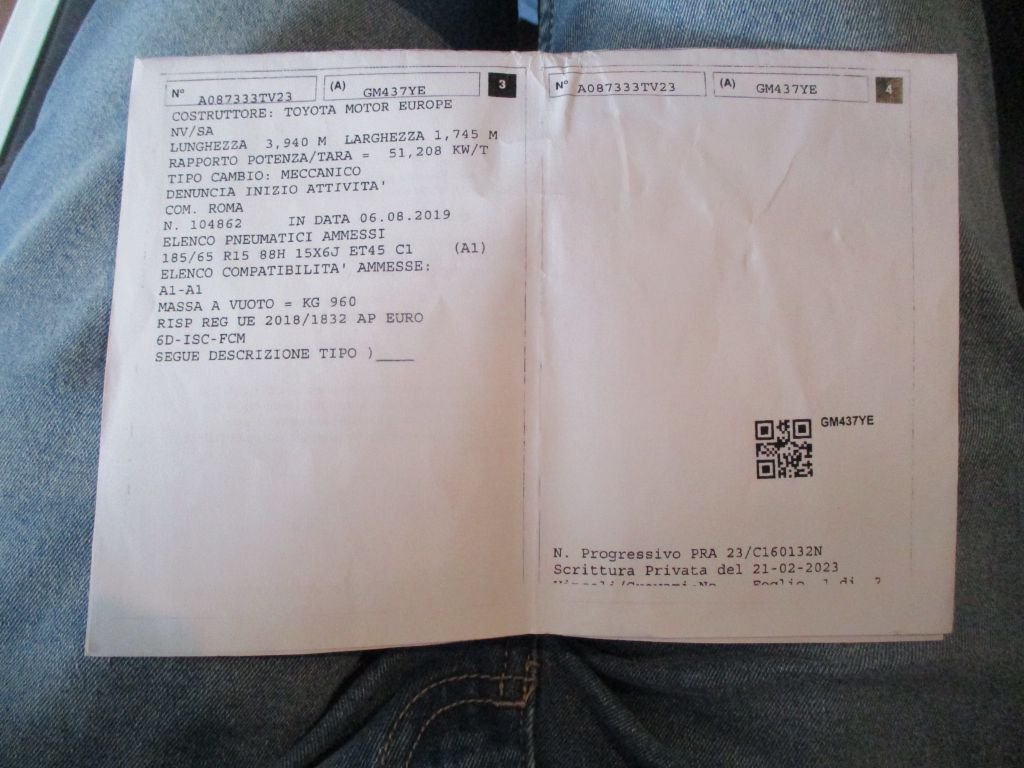 N° A087333TV23 (A) GM437YE 3
COSTRUTTORE: TOYOTA MOTOR EUROPE
NV/SA
LUNGHEZZA 3,940 M LARGHEZZA 1,745 M
RAPPORTO POTENZA/TARA = 51,208 KW/T
TIPO CAMBIO: MECCANICO
DENUNCIA INIZIO ATTIVITA'
COM. ROMA
N. 104862 IN DATA 06.08.2019
ELENCO PNEUMATICI AMMESSI
185/65 R15 88H 15X6J ET45 C1 (A1)
ELENCO COMPATIBILITA' AMMESSE:
A1-A1
MASSA A VUOTO = KG 960
RISP REG UE 2018/1832 AP EURO
6D-ISC-FCM
SEGUE DESCRIZIONE TIPO )____
N° A087333TV23 (A) GM437YE 4
GM437YE
N. Progressivo PRA 23/C160132N
Scrittura Privata del 21-02-2023